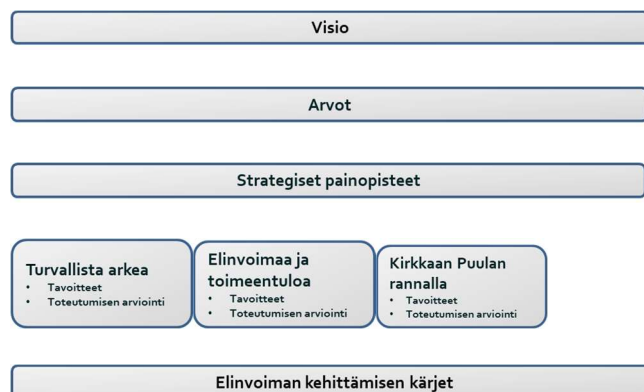 Visio
Arvot
Strategiset painopisteet
Turvallista arkea
• Tavoitteet
• Toteutumisen arviointi
Elinvoimaa ja
toimeentuloa
• Tavoitteet
• Toteutumisen arviointi
Kirkkaan Puulan
rannalla
• Tavoitteet
• Toteutumisen arviointi
Elinvoiman kehittämisen kärjet